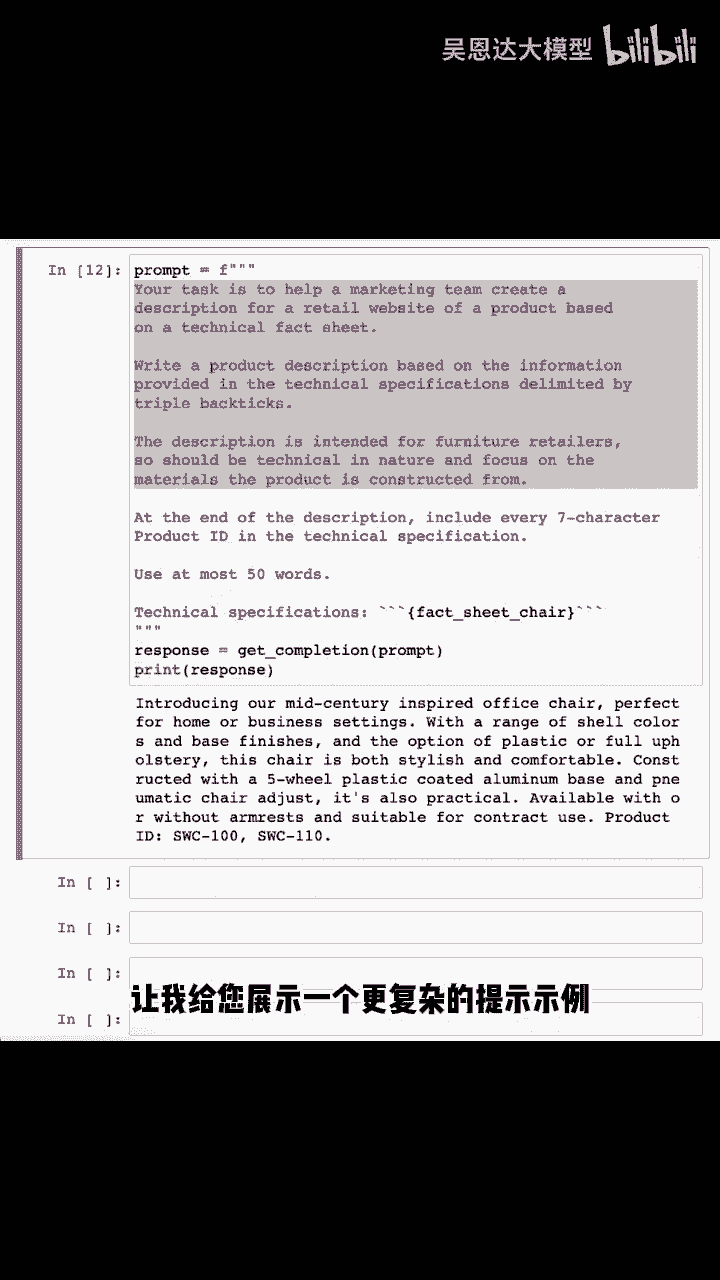 吴恩达大模型 bilibili
In [12]: prompt = f"""
Your task is to help a marketing team create a
description for a retail website of a product based
on a technical fact sheet.
Write a product description based on the information
provided in the technical specifications delimited by
triple backticks.
The description is intended for furniture retailers,
so should be technical in nature and focus on the
materials the product is constructed from.
At the end of the description, include every 7-character
Product ID in the technical specification.
Use at most 50 words.
Technical specifications: ```{fact_sheet_chair}```
"""
response = get_completion(prompt)
print(response)
Introducing our mid-century inspired office chair, perfect
for home or business settings. With a range of shell color
s and base finishes, and the option of plastic or full uph
olstery, this chair is both stylish and comfortable. Const
ructed with a 5-wheel plastic coated aluminum base and pne
umatic chair adjust, it's also practical. Available with o
r without armrests and suitable for contract use. Product
ID: SWC-100, SWC-110.
In [ ]:
In [ ]:
In [ ]:
让我给您展示一个更复杂的提示示例
In [ ]: